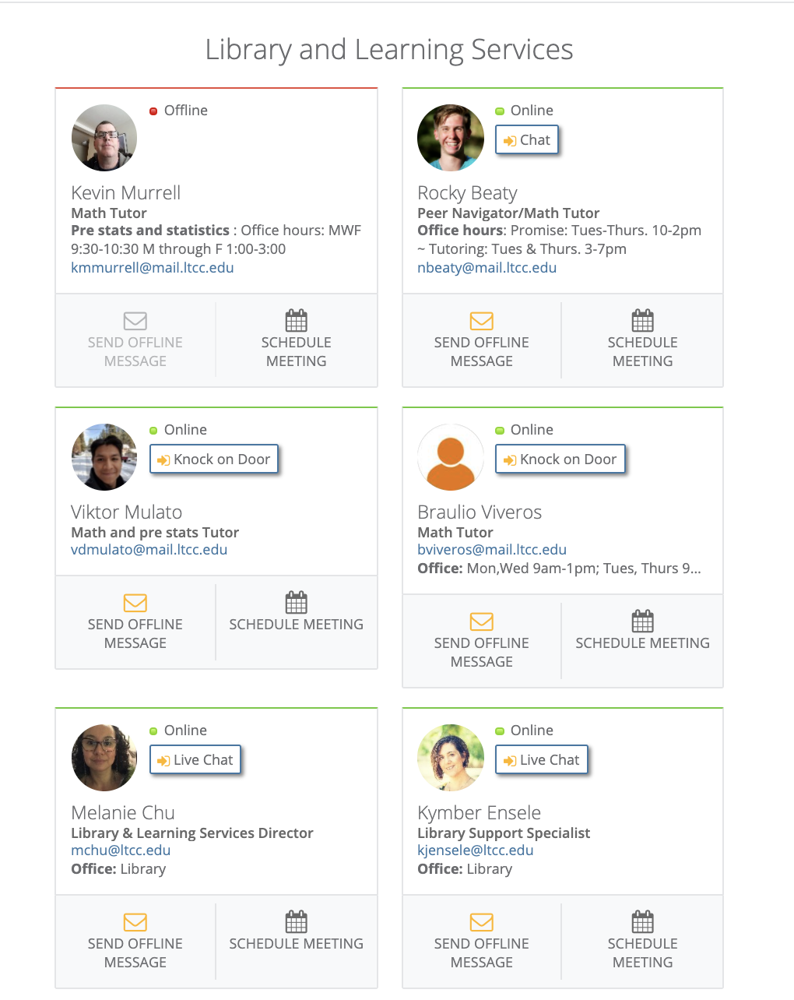 Library and Learning Services
Offline
Kevin Murrell
Math Tutor
Pre stats and statistics : Office hours: MWF
9:30-10:30 M through F 1:00-3:00
kmmurrell@mail.ltcc.edu
SEND OFFLINE
MESSAGE
SCHEDULE
MEETING
Online
Chat
Rocky Beaty
Peer Navigator/Math Tutor
Office hours: Promise: Tues-Thurs. 10-2pm
~ Tutoring: Tues & Thurs. 3-7pm
nbeaty@mail.ltcc.edu
SEND OFFLINE
MESSAGE
SCHEDULE
MEETING
Online
Knock on Door
Viktor Mulato
Math and pre stats Tutor
vdmulato@mail.ltcc.edu
SEND OFFLINE
MESSAGE
SCHEDULE MEETING
Online
Knock on Door
Braulio Viveros
Math Tutor
bviveros@mail.ltcc.edu
Office: Mon,Wed 9am-1pm; Tues, Thurs 9...
SEND OFFLINE
MESSAGE
SCHEDULE MEETING
Online
Live Chat
Melanie Chu
Library & Learning Services Director
mchu@ltcc.edu
Office: Library
SEND OFFLINE
MESSAGE
SCHEDULE MEETING
Online
Live Chat
Kymber Ensele
Library Support Specialist
kjensele@ltcc.edu
Office: Library
SEND OFFLINE
MESSAGE
SCHEDULE
MEETING